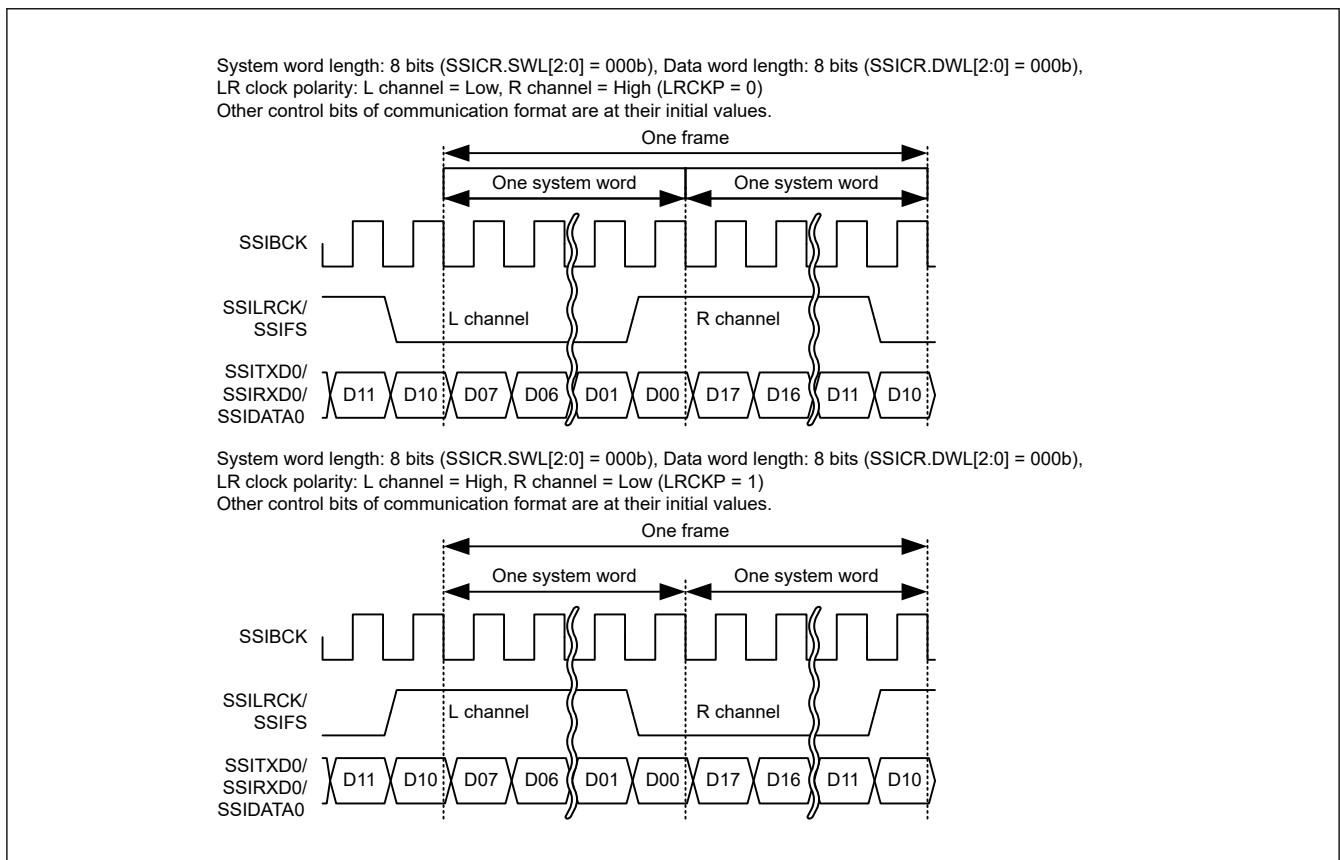 System word length: 8 bits (SSICR.SWL[2:0] = 000b), Data word length: 8 bits (SSICR.DWL[2:0] = 000b),
LR clock polarity: L channel = Low, R channel = High (LRCKP = 0)
Other control bits of communication format are at their initial values.
One frame
One system word One system word
SSIBCK
SSILRCK/
SSIFS
L channel R channel
SSITXD0/
SSIRXD0/
SSIDATA0
D11 D10 D07 D06 D01 D00 D17 D16 D11 D10
System word length: 8 bits (SSICR.SWL[2:0] = 000b), Data word length: 8 bits (SSICR.DWL[2:0] = 000b),
LR clock polarity: L channel = High, R channel = Low (LRCKP = 1)
Other control bits of communication format are at their initial values.
One frame
One system word One system word
SSIBCK
SSILRCK/
SSIFS
L channel R channel
SSITXD0/
SSIRXD0/
SSIDATA0
D11 D10 D07 D06 D01 D00 D17 D16 D11 D10